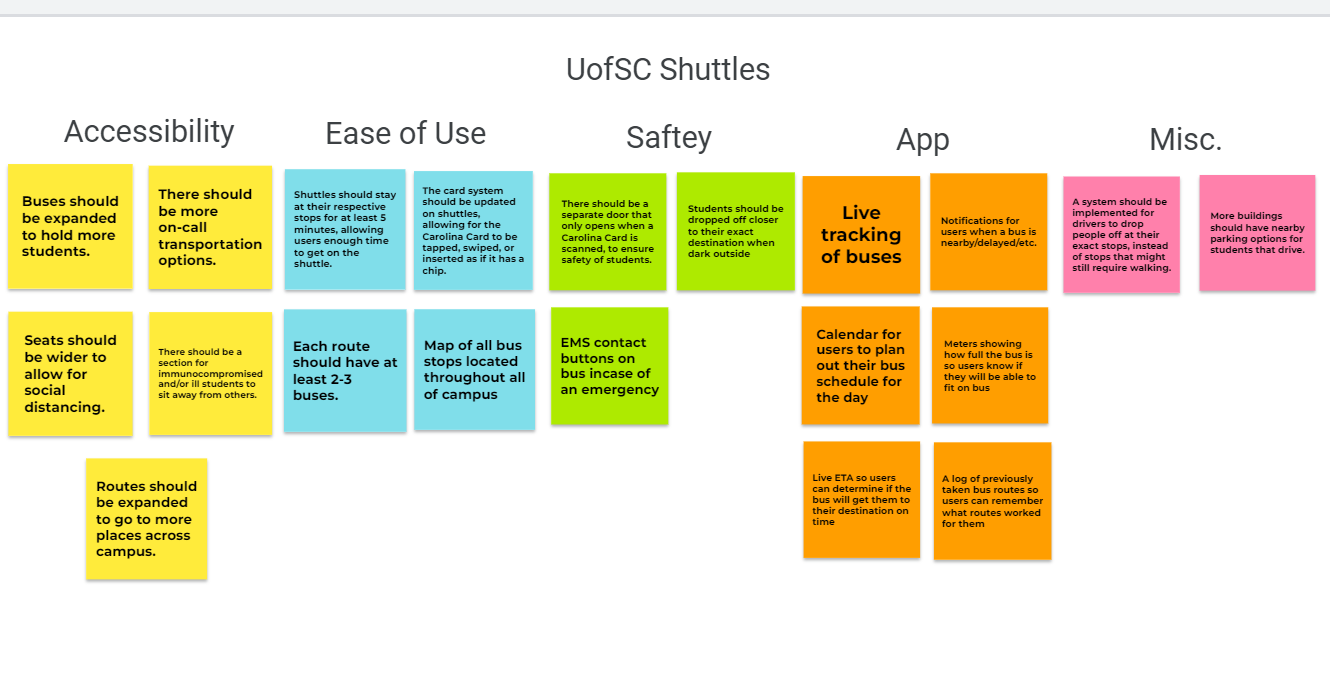 UofSC Shuttles
Accessibility
Buses should
be expanded
to hold more
students.
There should
be more
on-call
transportation
options.
Seats should
be wider to
allow for
social
distancing.
There should be a
section for
immunocompromised
and/or ill students to
sit away from others.
Routes should
be expanded
to go to more
places across
campus.
Ease of Use
Shuttles should stay
at their respective
stops for at least 5
minutes, allowing
users enough time
to get on the
shuttle.
The card system
should be updated
on shuttles,
allowing for the
Carolina Card to be
tapped, swiped, or
inserted as if it has a
chip.
Each route
should have at
least 2-3
buses.
Map of all bus
stops located
throughout all
of campus
Saftey
There should be a
separate door that
only opens when a
Carolina Card is
scanned, to ensure
safety of students.
Students should be
dropped off closer
to their exact
destination when
dark outside
EMS contact
buttons on
bus incase of
an emergency
App
Live
tracking
of buses
Notifications for
users when a bus is
nearby/delayed/etc.
Calendar for
users to plan
out their bus
schedule for
the day
Meters showing
how full the bus is
so users know if
they will be able to
fit on bus
Live ETA so users
can determine if the
bus will get them to
their destination on
time
A log of previously
taken bus routes so
users can remember
what routes worked
for them
Misc.
A system should be
implemented for
drivers to drop
people off at their
exact stops, instead
of stops that might
still require walking.
More buildings
should have nearby
parking options for
students that drive.